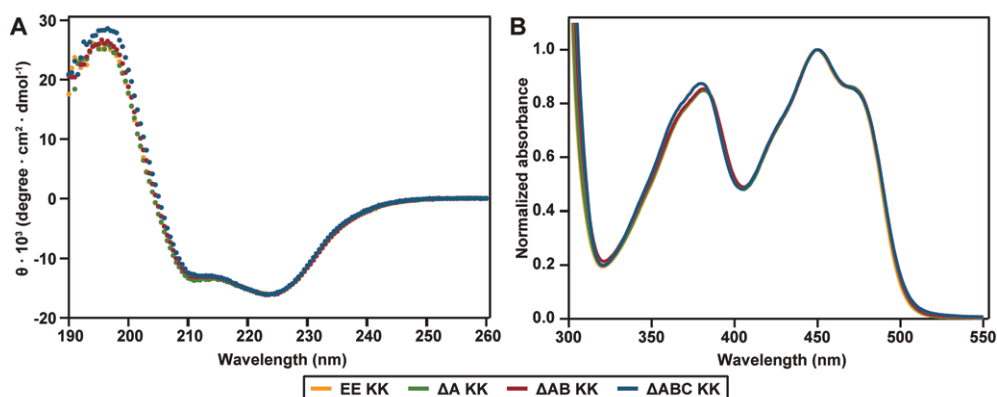 A
30
20
10
0
-10
-20
θ · 10³ (degree · cm² · dmol⁻¹)
190 200 210 220 230 240 250 260
Wavelength (nm)
B
1.0
0.8
0.6
0.4
0.2
0.0
Normalized absorbance
300 350 400 450 500 550
Wavelength (nm)
EE KK ΔA KK ΔAB KK ΔABC KK